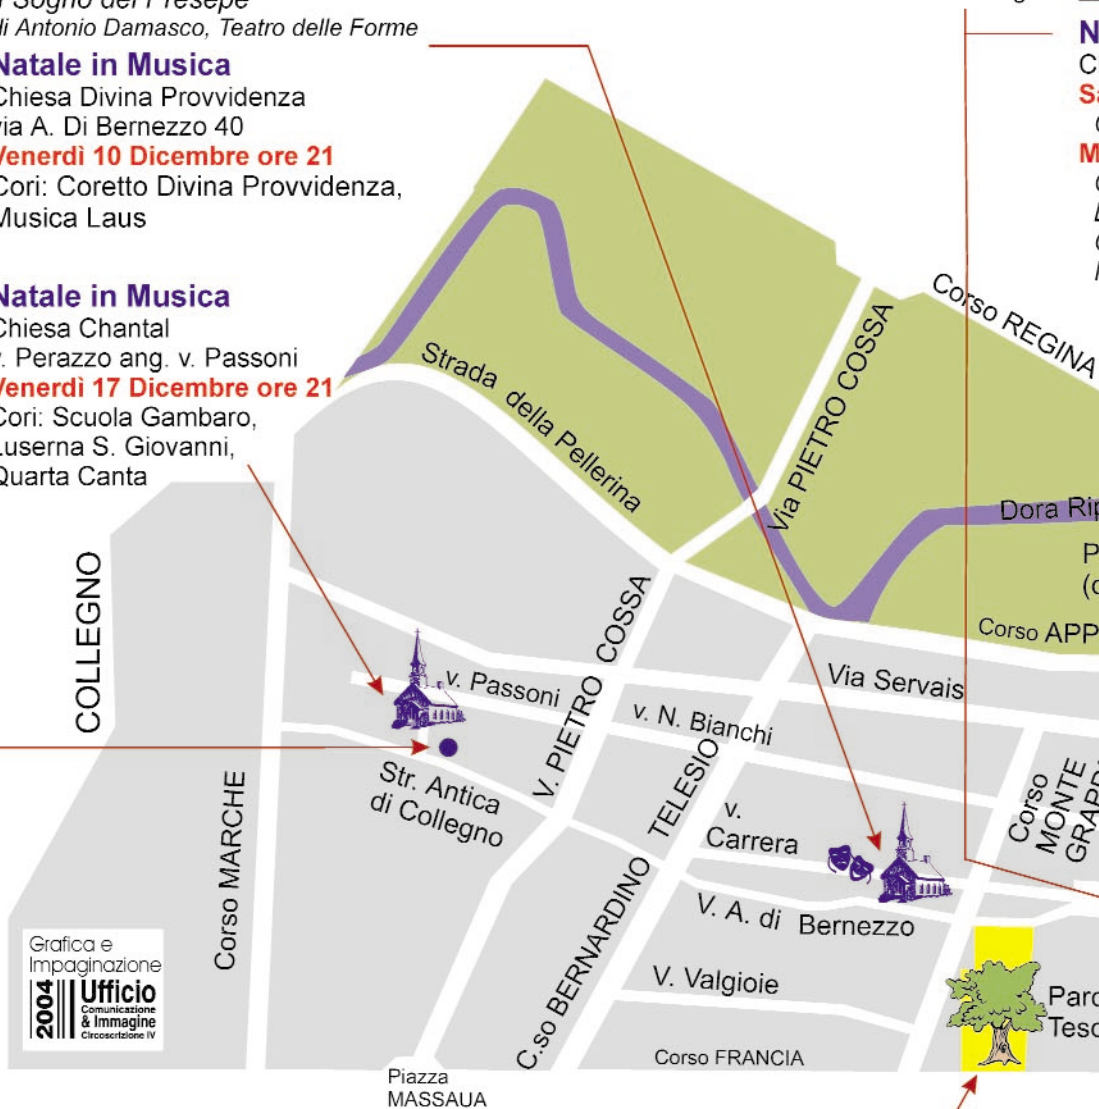 di Antonio Damasco, Teatro delle Forme
Natale in Musica
Chiesa Divina Provvidenza
via A. Di Bernezzo 40
Venerdì 10 Dicembre ore 21
Cori: Coretto Divina Provvidenza,
Musica Laus
Natale in Musica
Chiesa Chantal
v. Perazzo ang. v. Passoni
Venerdì 17 Dicembre ore 21
Cori: Scuola Gambaro,
Luserna S. Giovanni,
Quarta Canta
Corso REGINA
Via PIETRO COSSA
Strada della Pellerina
Dora Rip
Corso APP
COLLEGNO
V. PIETRO COSSA
v. Passoni
Via Servais
v. N. Bianchi
Str. Antica
di Collegno
C.so BERNARDINO TELESIO
v.
Carrera
Corso
MONTE
Corso MARCHE
V. A. di Bernezzo
V. Valgioie
Corso FRANCIA
Piazza
MASSAUA
Grafica e
Impaginazione
2004
Ufficio
Comunicazione
& Immagine
Circoscrizione IV
Parc
Teso